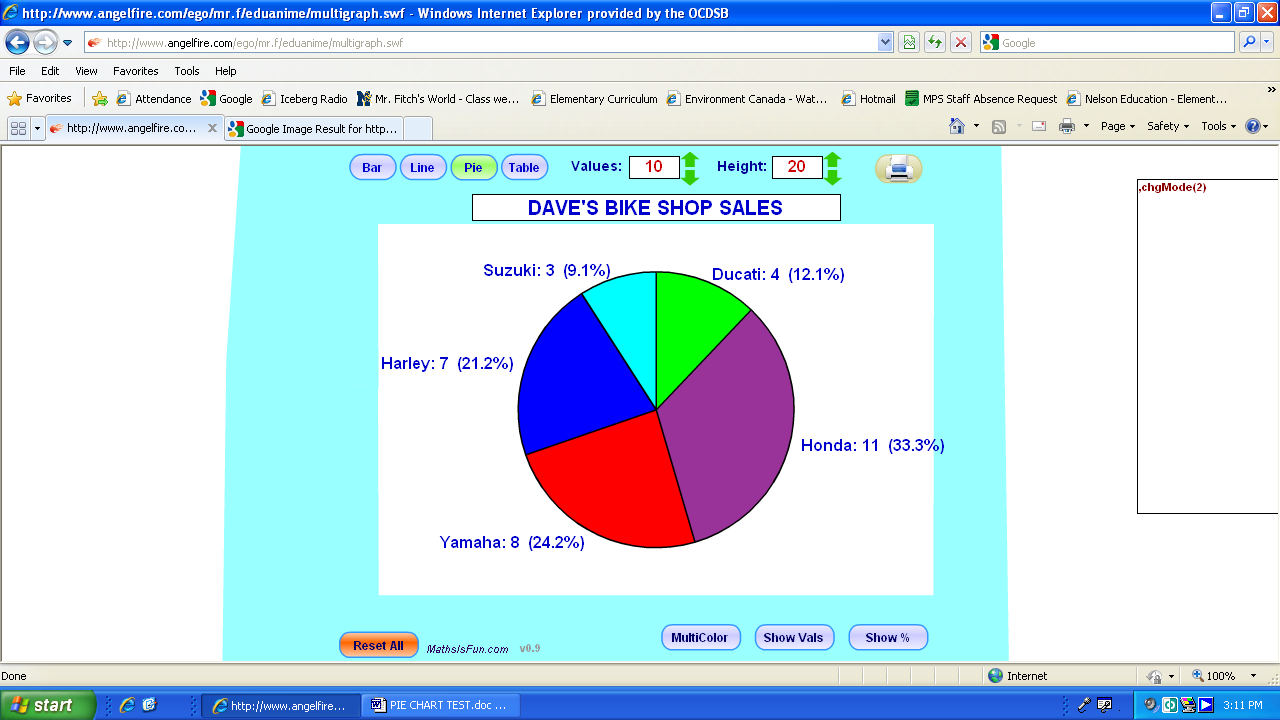 http://www.angelfire.com/ego/mr.f/eduanime/multigraph.swf - Windows Internet Explorer provided by the OCDSB
http://www.angelfire.com/ego/mr.f/eduanime/multigraph.swf
Google
File Edit View Favorites Tools Help
Favorites Attendance Google Iceberg Radio Mr. Fitch's World - Class we... Elementary Curriculum Environment Canada - Wat... Hotmail MPS Staff Absence Request Nelson Education - Element...
http://www.angelfire.co... Google Image Result for http... Page Safety Tools
Bar Line Pie Table Values: 10 Height: 20
,chgMode(2)
DAVE'S BIKE SHOP SALES
Suzuki: 3 (9.1%)
Ducati: 4 (12.1%)
Harley: 7 (21.2%)
Honda: 11 (33.3%)
Yamaha: 8 (24.2%)
MultiColor Show Vals Show %
Reset All MathsIsFun.com v0.9
Done Internet 100%
start http://www.angelfire... PIE CHART TEST.doc ... 3:11 PM